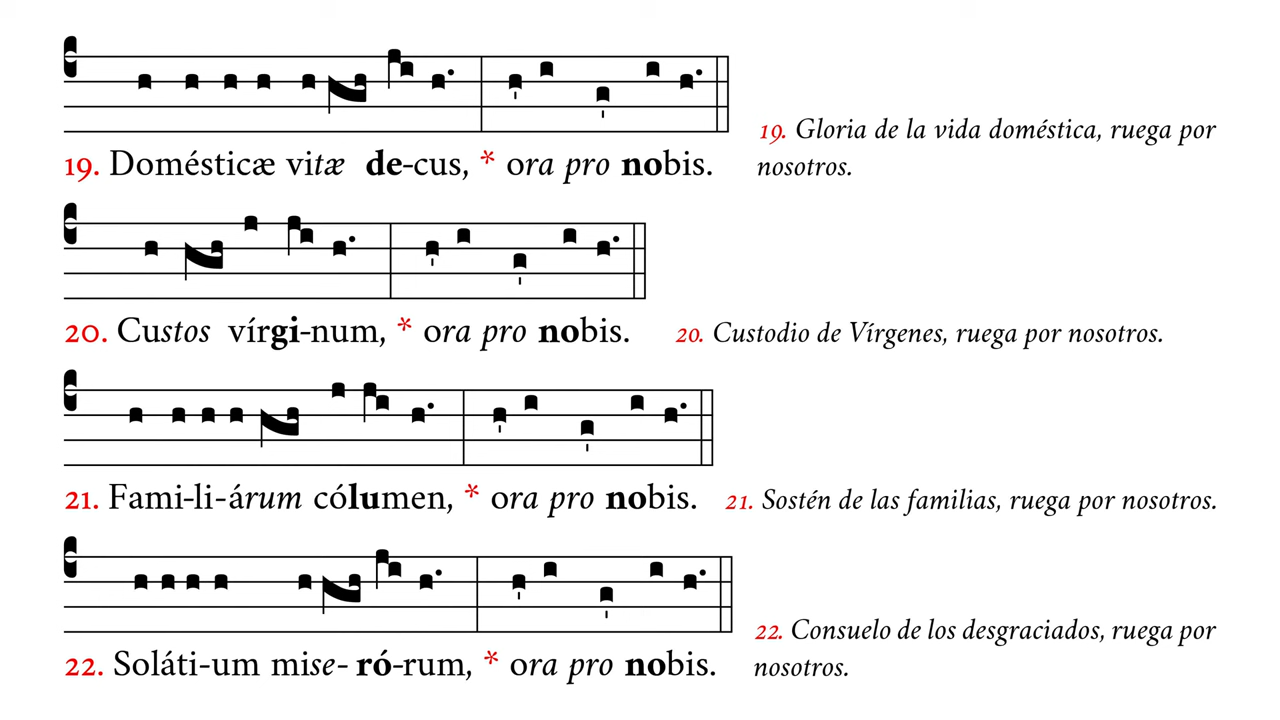 19. Gloria de la vida doméstica, ruega por
nosotros.
19. Domésticæ vitæ de-cus, * ora pro nobis.
20. Custos vírgi-num, * ora pro nobis.
20. Custodio de Vírgenes, ruega por nosotros.
21. Fami-li-árum cólumen, * ora pro nobis.
21. Sostén de las familias, ruega por nosotros.
22. Soláti-um mise- ró-rum, * ora pro nobis.
22. Consuelo de los desgraciados, ruega por
nosotros.